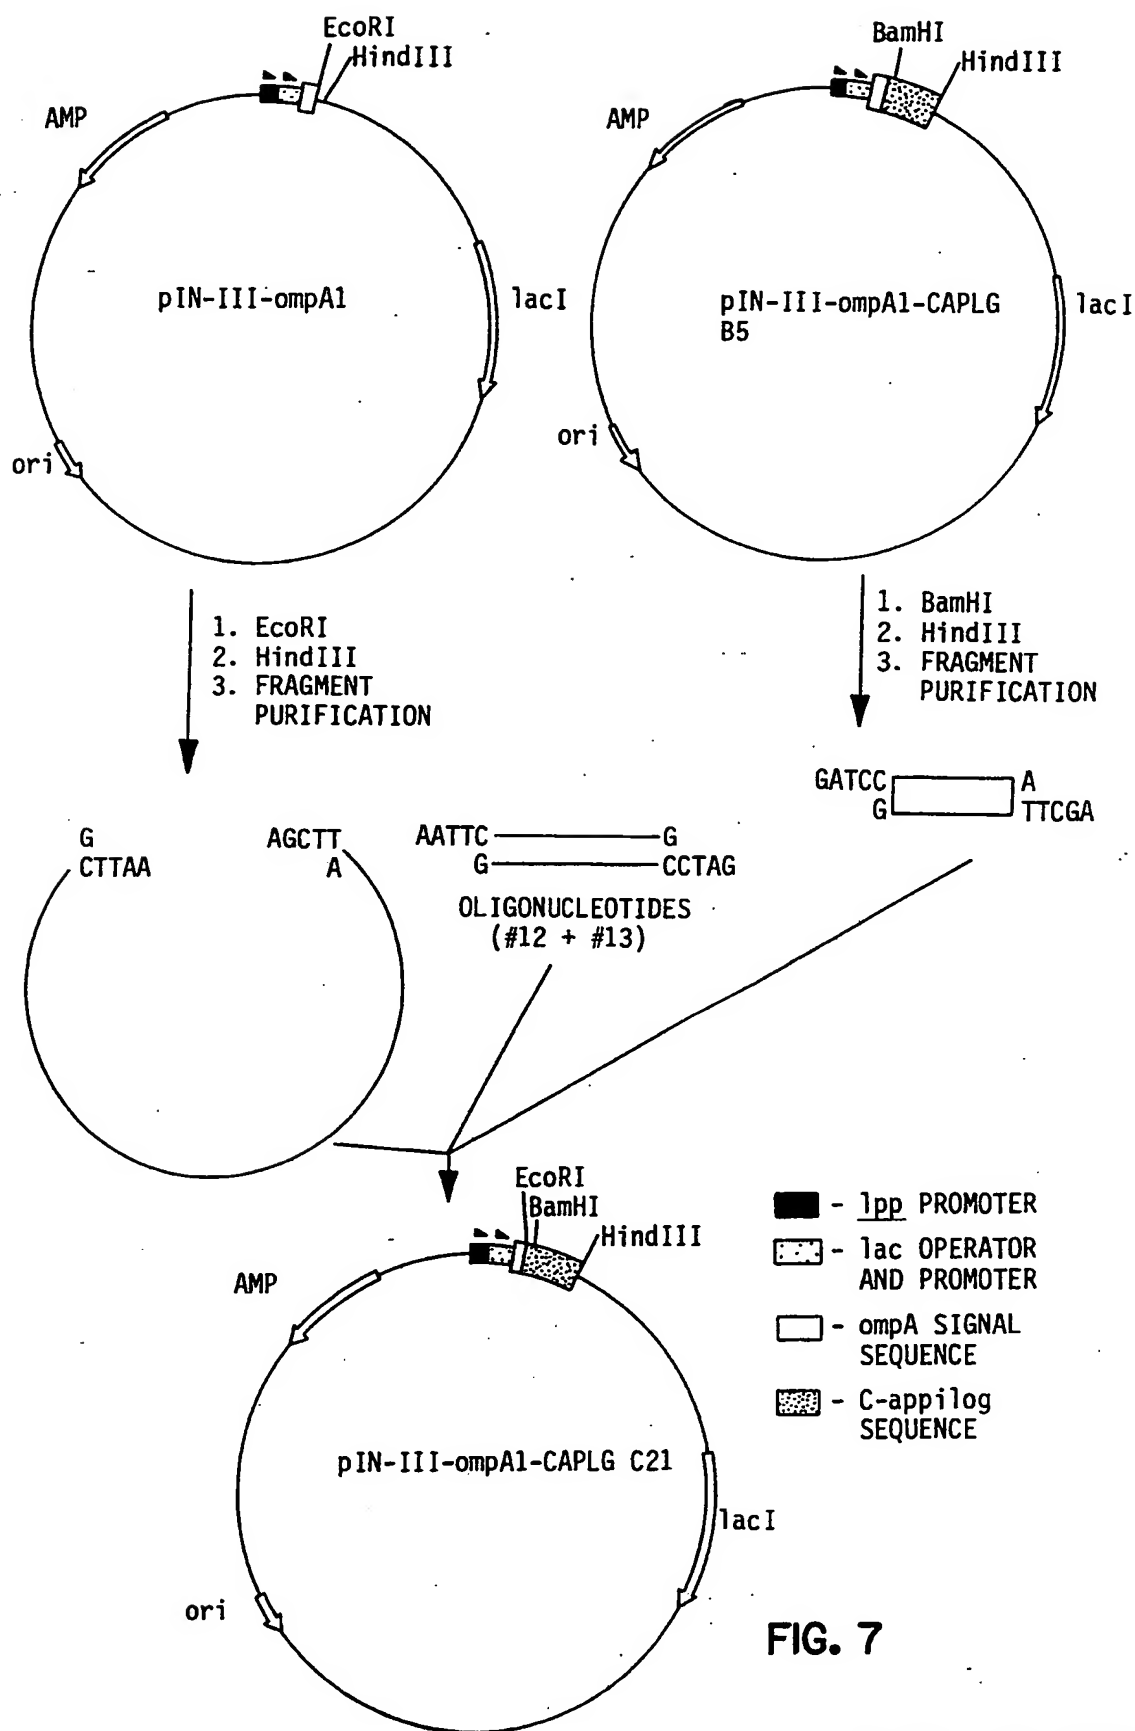 EcoRI
HindIII
AMP
pIN-III-ompA1
lacI
ori
BamHI
HindIII
AMP
pIN-III-ompA1-CAPLG
B5
lacI
ori
1. EcoRI
2. HindIII
3. FRAGMENT
PURIFICATION
1. BamHI
2. HindIII
3. FRAGMENT
PURIFICATION
GATCC A
G TTCGA
G AGCTT
CTTAA A
AATTC G
G CCTAG
OLIGONUCLEOTIDES
(#12 + #13)
EcoRI
BamHI
HindIII
AMP
pIN-III-ompA1-CAPLG C21
lacI
ori
- lpp PROMOTER
- lac OPERATOR
AND PROMOTER
- ompA SIGNAL
SEQUENCE
- C-appilog
SEQUENCE
FIG. 7